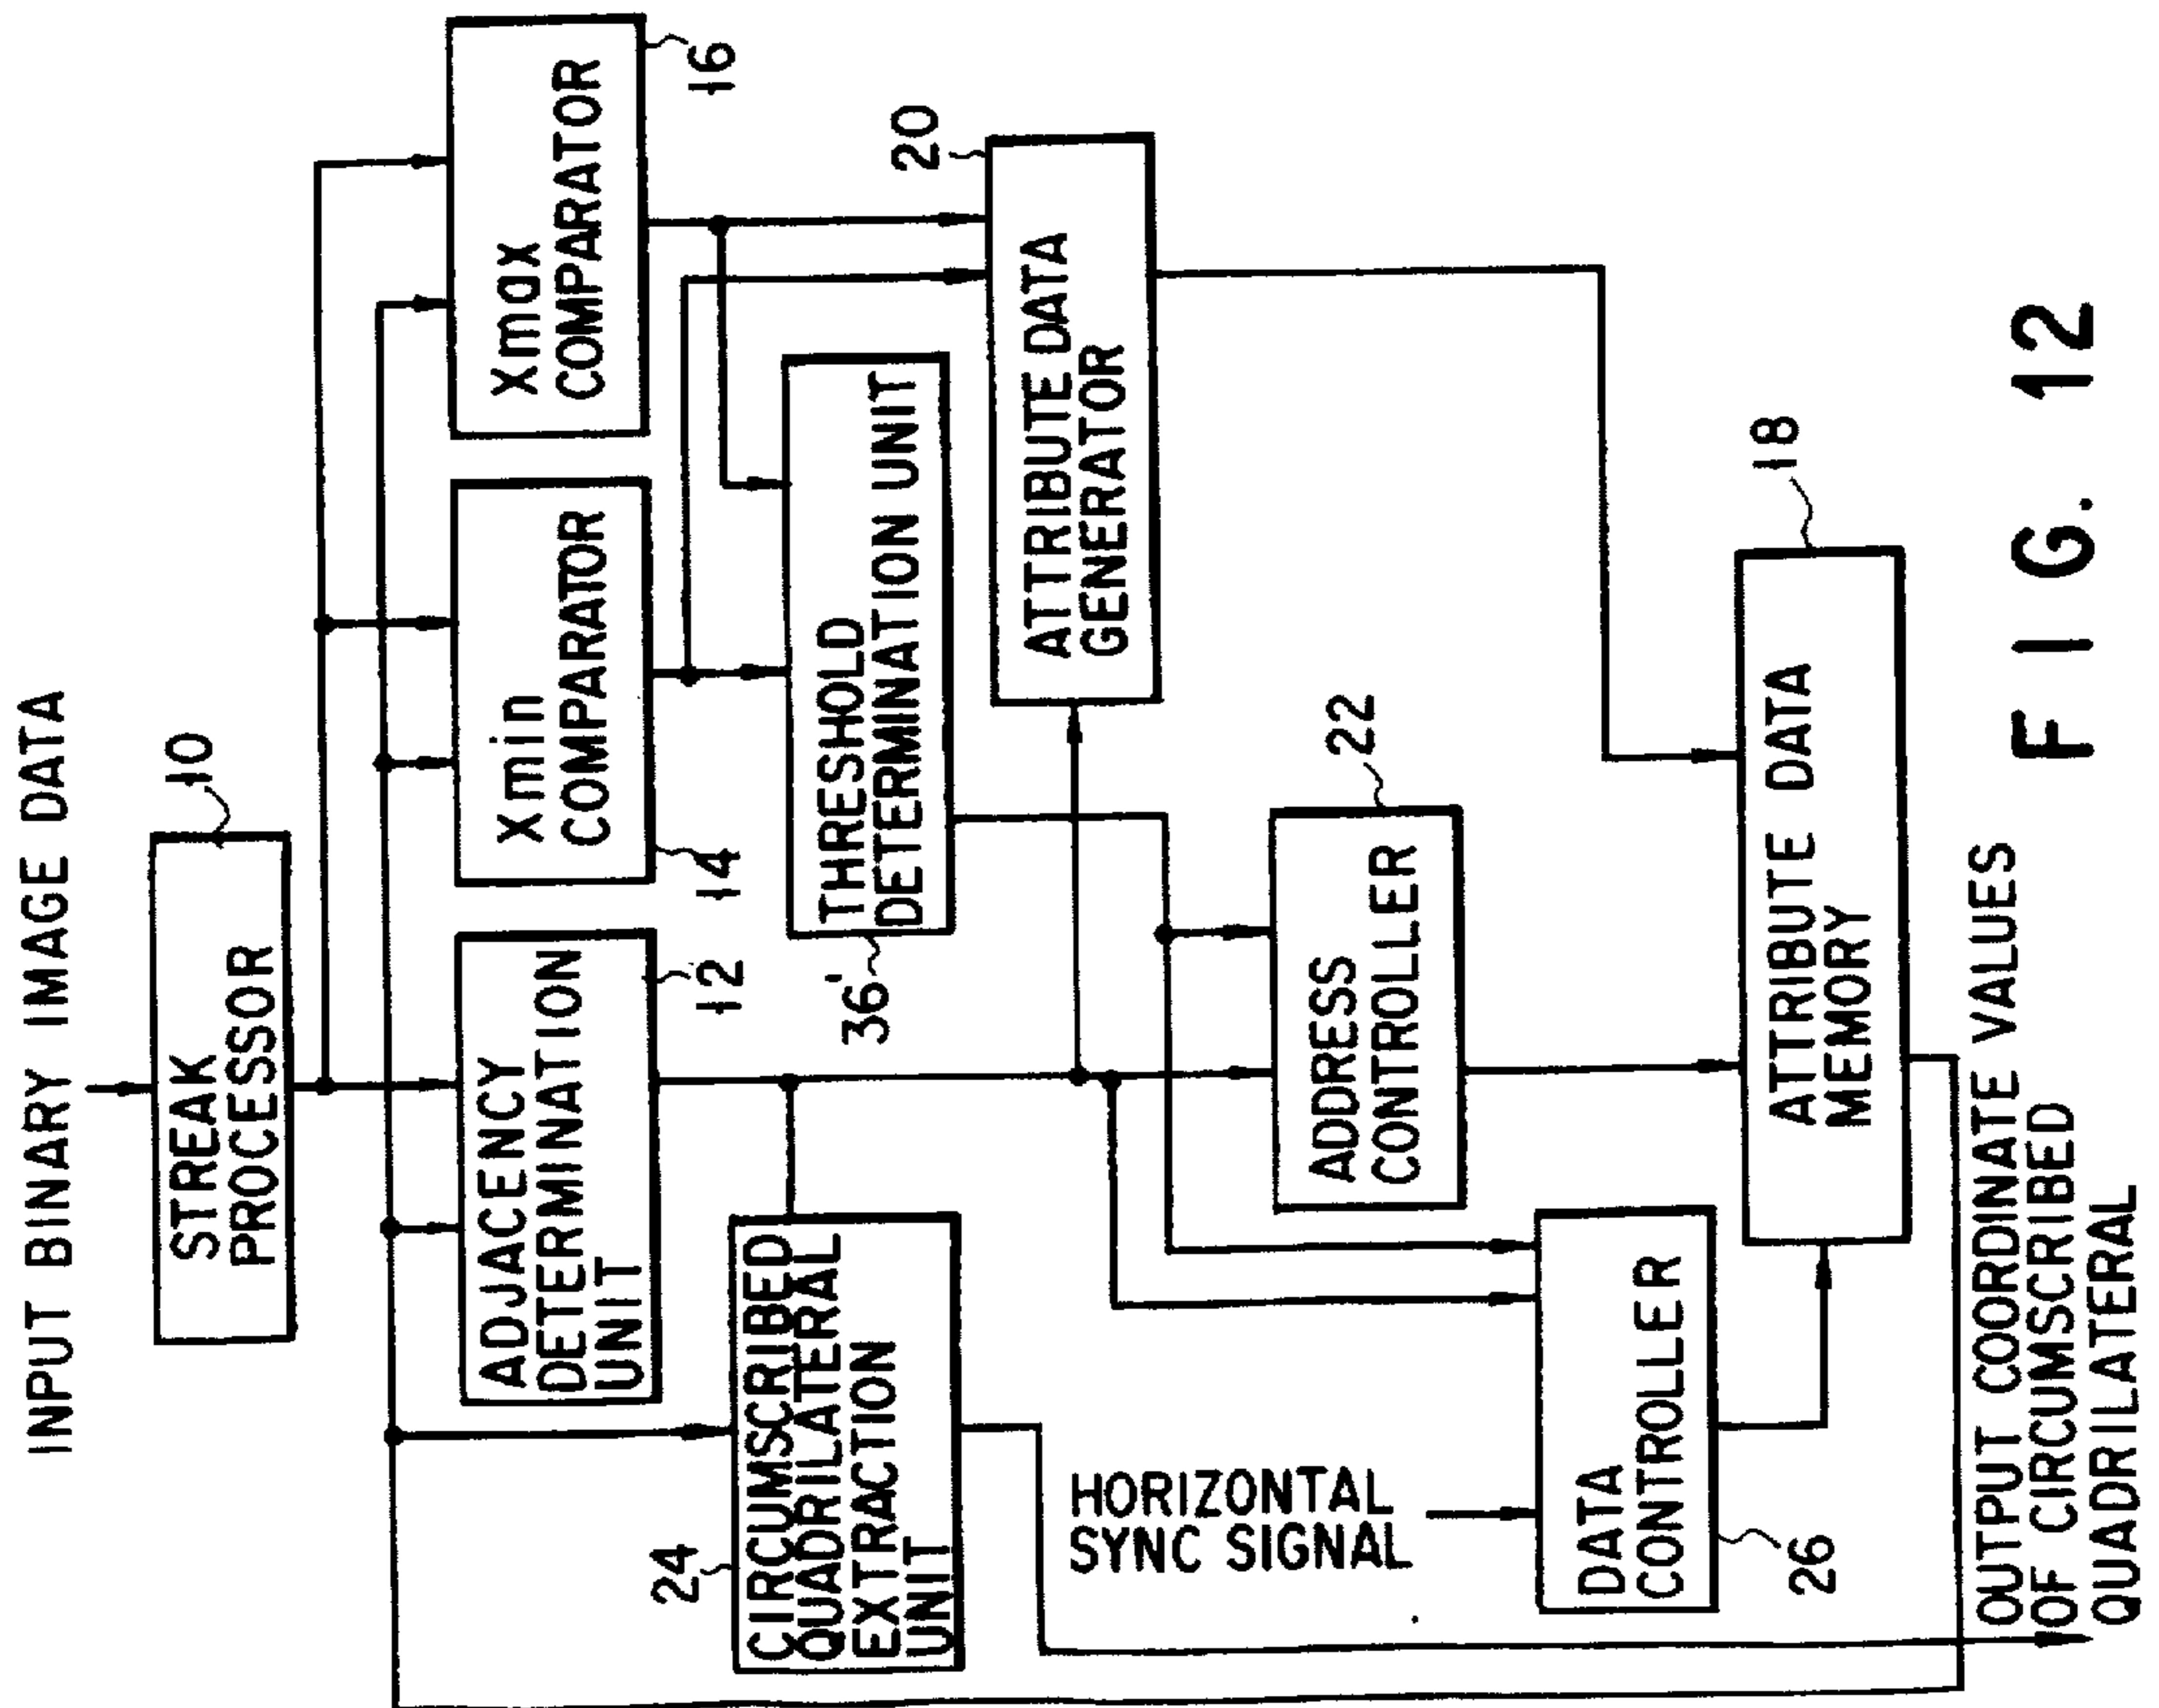 INPUT BINARY IMAGE DATA
10
STREAK
PROCESSOR
ADJACENCY
DETERMINATION
UNIT
12
Xmin
COMPARATOR
14
Xmax
COMPARATOR
16
24
CIRCUMSCRIBED
QUADRILATERAL
EXTRACTION
UNIT
THRESHOLD
DETERMINATION UNIT
36'
20
ATTRIBUTE DATA
GENERATOR
HORIZONTAL
SYNC SIGNAL
22
ADDRESS
CONTROLLER
DATA
CONTROLLER
26
18
ATTRIBUTE DATA
MEMORY
OUTPUT COORDINATE VALUES
OF CIRCUMSCRIBED
QUADRILATERAL
FIG. 12